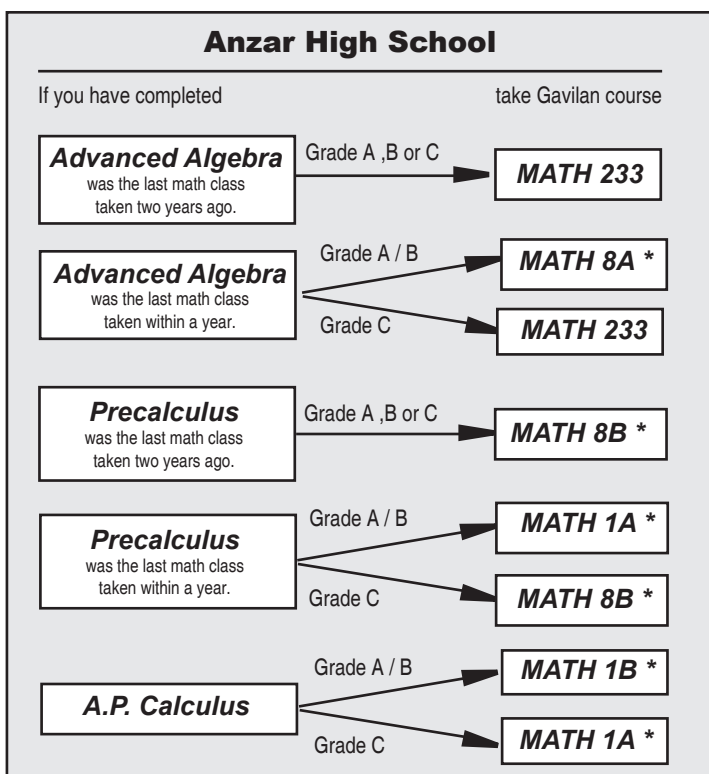 Anzar High School
If you have completed
take Gavilan course
Advanced Algebra
was the last math class
taken two years ago.
Grade A ,B or C
MATH 233
Advanced Algebra
was the last math class
taken within a year.
Grade A / B
MATH 8A *
Grade C
MATH 233
Precalculus
was the last math class
taken two years ago.
Grade A ,B or C
MATH 8B *
Precalculus
was the last math class
taken within a year.
Grade A / B
MATH 1A *
Grade C
MATH 8B *
A.P. Calculus
Grade A / B
MATH 1B *
Grade C
MATH 1A *